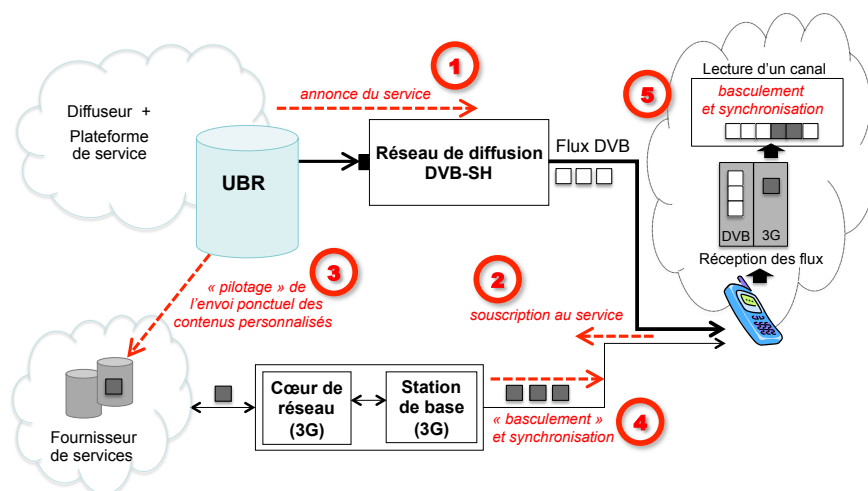 1
annonce du service
Diffuseur +
Plateforme
de service
UBR
Réseau de diffusion
DVB-SH
Flux DVB
5
Lecture d'un canal
basculement
et synchronisation
DVB
3G
Réception des flux
3
« pilotage » de
l'envoi ponctuel des
contenus personnalisés
2
souscription au service
Fournisseur
de services
Cœur de
réseau
(3G)
Station
de base
(3G)
« basculement »
et synchronisation
4